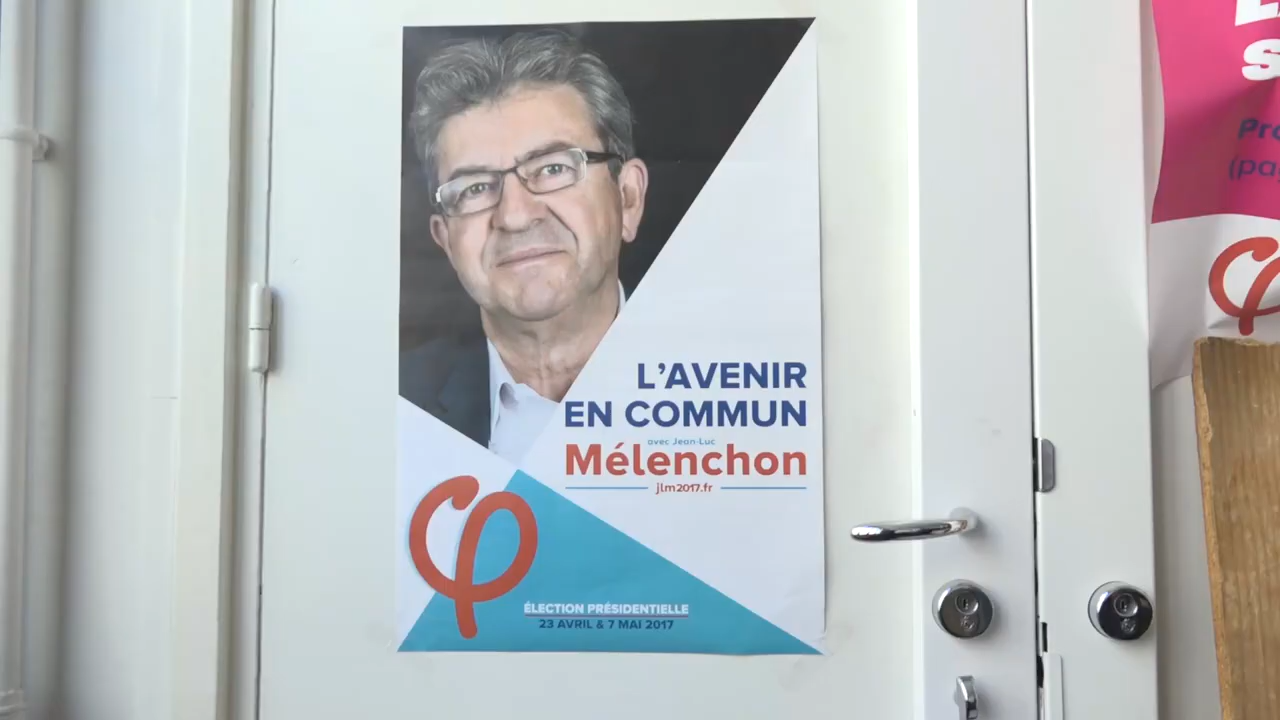 L'AVENIR
EN COMMUN
avec Jean-Luc
Mélenchon
jlm2017.fr
φ
ÉLECTION PRÉSIDENTIELLE
23 AVRIL & 7 MAI 2017